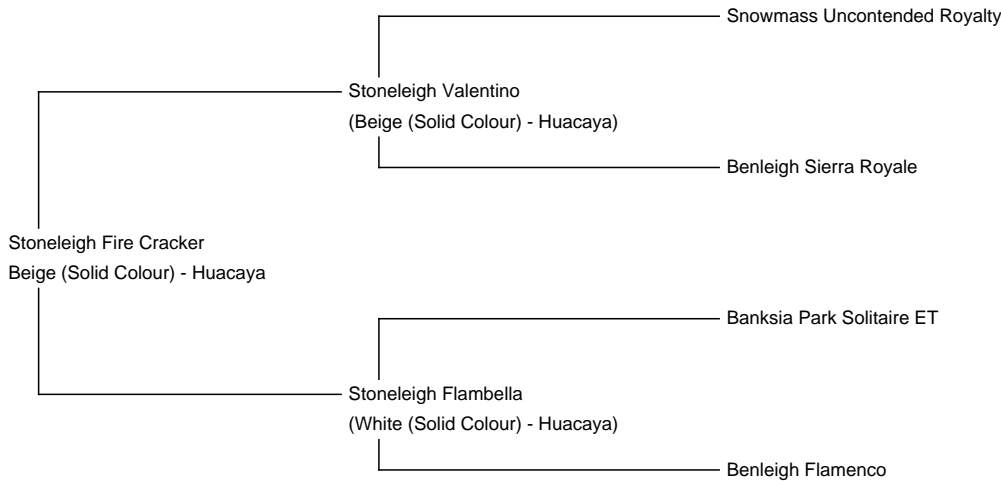 Snowmass Uncontended Royalty
Stoneleigh Valentino
(Beige (Solid Colour) - Huacaya)
Benleigh Sierra Royale
Stoneleigh Fire Cracker
Beige (Solid Colour) - Huacaya
Banksia Park Solitaire ET
Stoneleigh Flambella
(White (Solid Colour) - Huacaya)
Benleigh Flamenco